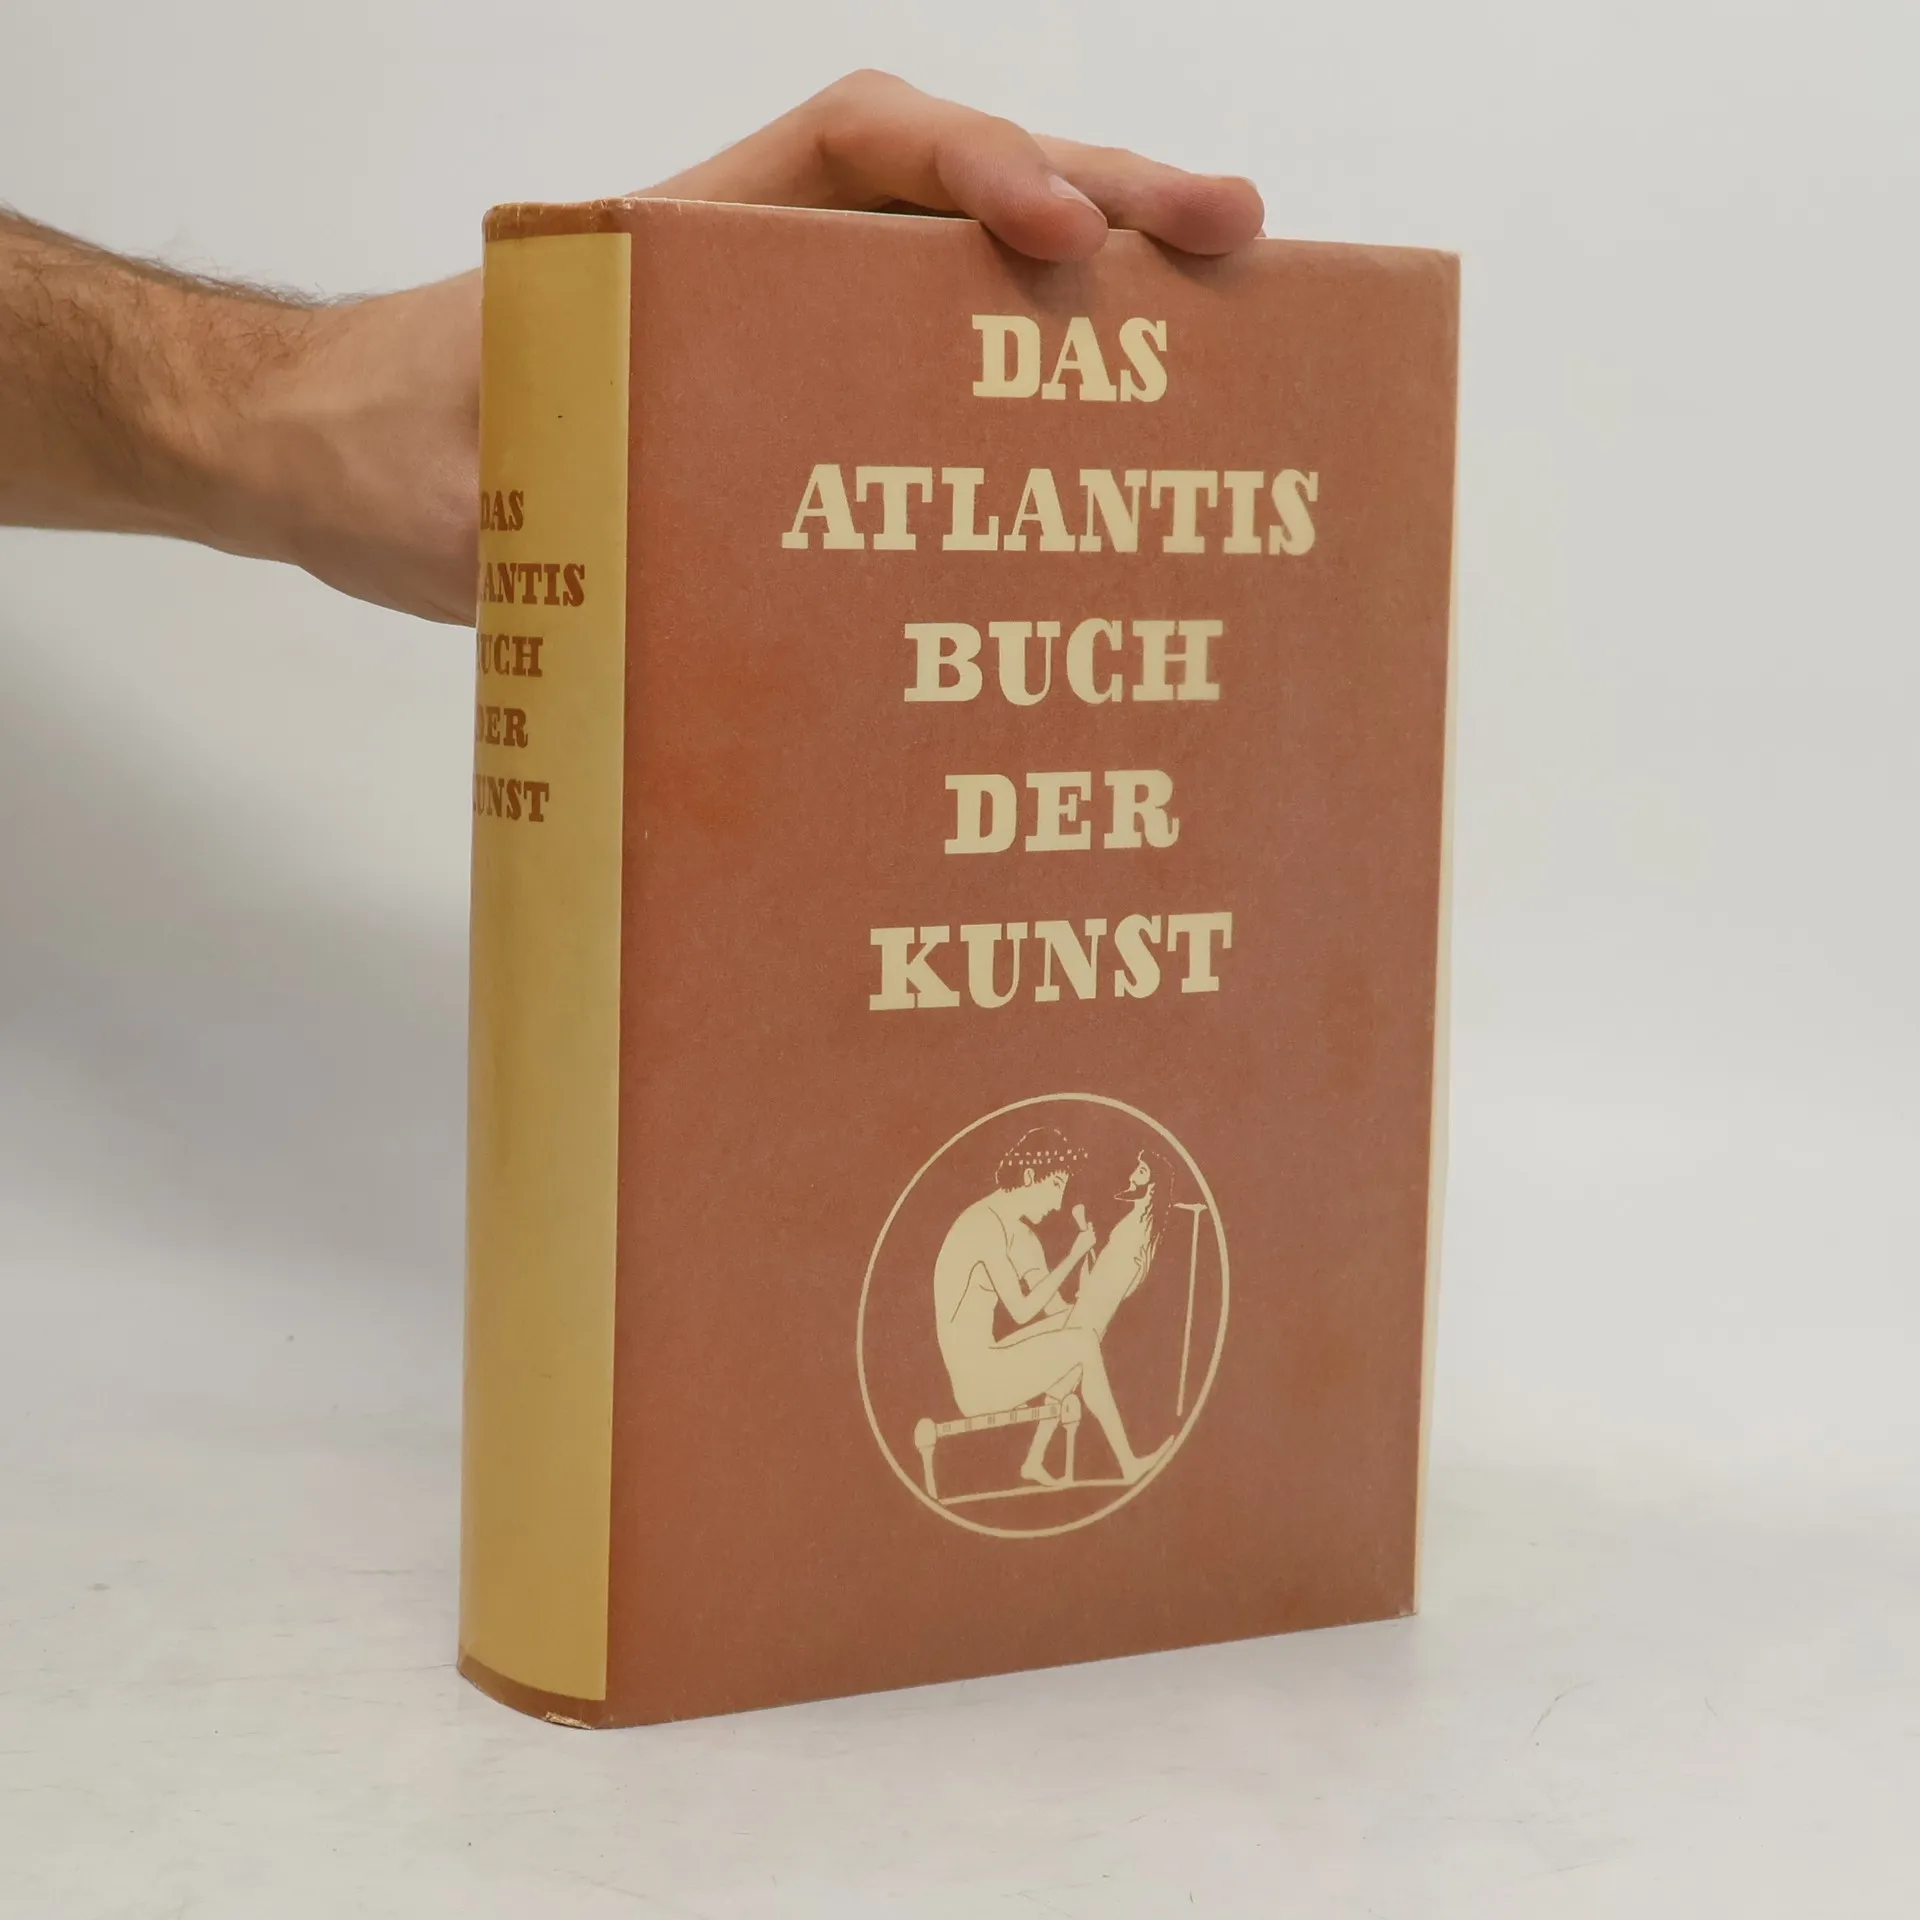 DAS
ANTIS
UCH
DER
UNST
DAS
ATLANTIS
BUCH
DER
KUNST